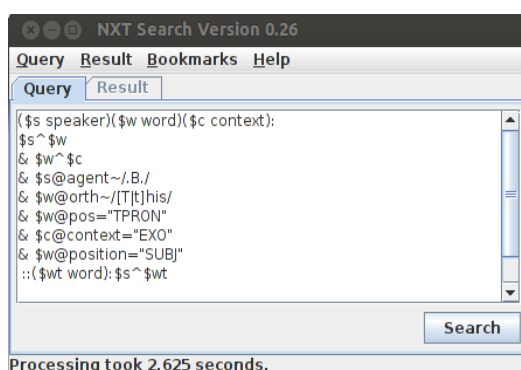 NXT Search Version 0.26
Query Result Bookmarks Help
Query Result
($s speaker)($w word)($c context):
$s^$w
& $w^$c
& $s@agent~/.B./
& $w@orth~/[T|t]his/
& $w@pos="TPRON"
& $c@context="EXO"
& $w@position="SUBJ"
::($wt word):$s^$wt
Search
Processing took 2.625 seconds.